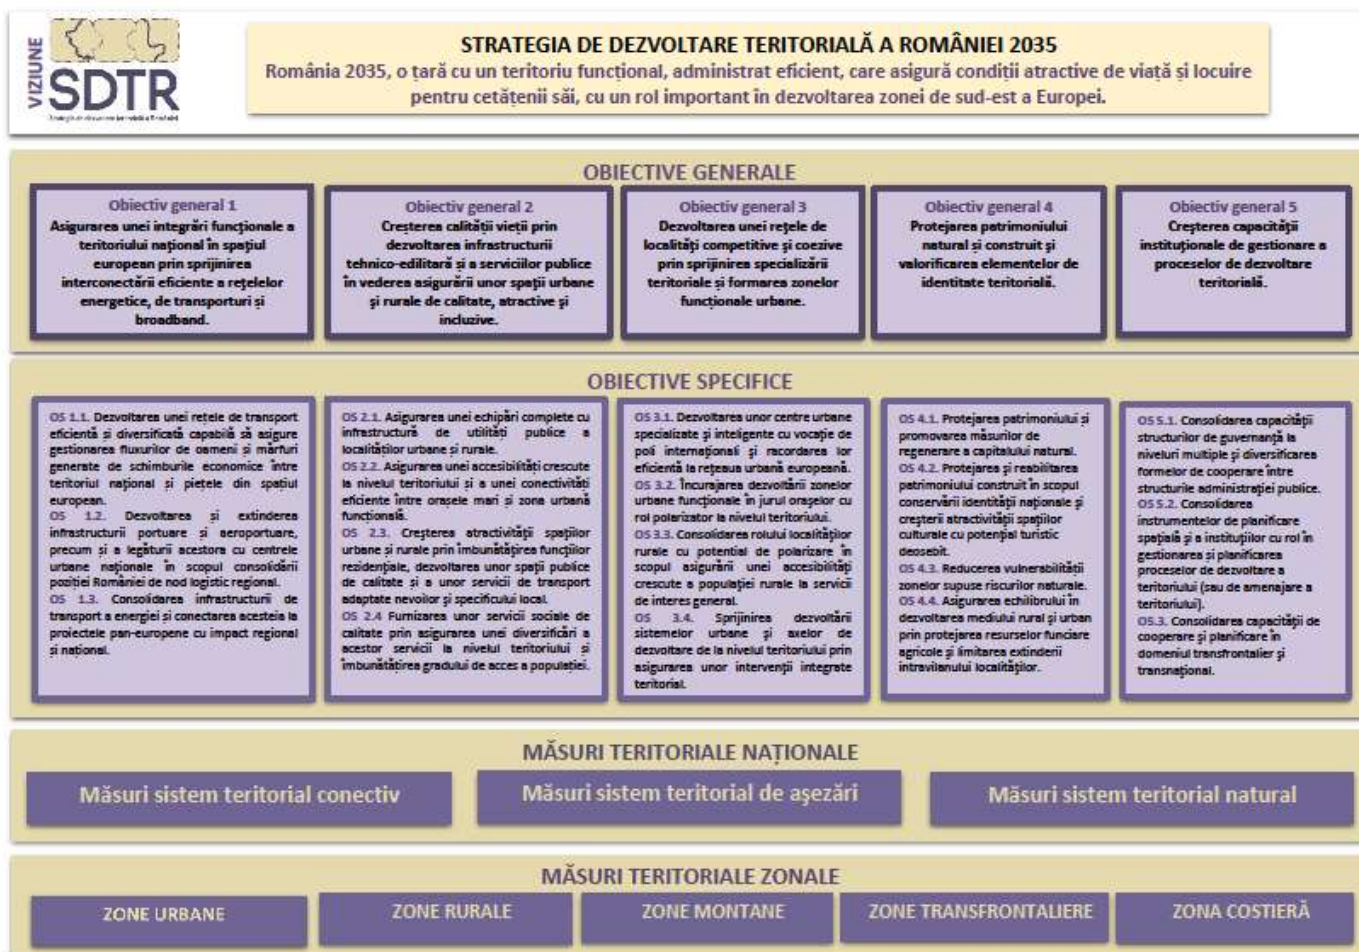 VIZIUNE
SDTR
Strategia de dezvoltare teritorială a României
STRATEGIA DE DEZVOLTARE TERITORIALĂ A ROMÂNIEI 2035
România 2035, o țară cu un teritoriu funcțional, administrat eficient, care asigură condiții atractive de viață și locuire
pentru cetățenii săi, cu un rol important în dezvoltarea zonei de sud-est a Europei.
OBIECTIVE GENERALE
Obiectiv general 1
Asigurarea unei integrări funcționale a
teritoriului național în spațiul
european prin sprijinirea
interconectării eficiente a rețelelor
energetice, de transporturi și
broadband.
Obiectiv general 2
Creșterea calității vieții prin
dezvoltarea infrastructurii
tehnico-edilitară și a serviciilor publice
în vederea asigurării unor spații urbane
și rurale de calitate, atractive și
incluzive.
Obiectiv general 3
Dezvoltarea unei rețele de
localități competitive și coezive
prin sprijinirea specializării
teritoriale și formarea zonelor
funcționale urbane.
Obiectiv general 4
Protejarea patrimoniului
natural și construit și
valorificarea elementelor de
identitate teritorială.
Obiectiv general 5
Creșterea capacității
instituționale de gestionare a
proceselor de dezvoltare
teritorială.
OBIECTIVE SPECIFICE
OS 1.1. Dezvoltarea unei rețele de transport
eficientă și diversificată capabilă să asigure
gestionarea fluxurilor de oameni și mărfuri
generate de schimburile economice între
teritoriul național și piețele din spațiul
european.
OS 1.2. Dezvoltarea și extinderea
infrastructurii portuare și aeroportuare,
precum și a legăturii acestora cu centrele
urbane naționale în scopul consolidării
poziției României de nod logistic regional.
OS 1.3. Consolidarea infrastructurii de
transport a energiei și conectarea acesteia la
proiectele pan-europene cu impact regional
și național.
OS 2.1. Asigurarea unei echipări complete cu
infrastructură de utilități publice a
localităților urbane și rurale.
OS 2.2. Asigurarea unei accesibilități crescute
la nivelul teritoriului și a unei conectivități
eficiente între orașele mari și zona urbană
funcțională.
OS 2.3. Creșterea atractivității spațiilor
urbane și rurale prin îmbunătățirea funcțiilor
rezidențiale, dezvoltarea unor spații publice
de calitate și a unor servicii de transport
adaptate nevoilor și specificului local.
OS 2.4 Furnizarea unor servicii sociale de
calitate prin asigurarea unei diversificări a
acestor servicii la nivelul teritoriului și
îmbunătățirea gradului de acces a populației.
OS 3.1. Dezvoltarea unor centre urbane
specializate și inteligente cu vocație de
poli internaționali și racordarea lor
eficientă la rețeaua urbană europeană.
OS 3.2. Încurajarea dezvoltării zonelor
urbane funcționale în jurul orașelor cu
rol polarizator la nivelul teritoriului.
OS 3.3. Consolidarea rolului localităților
rurale cu potențial de polarizare în
scopul asigurării unei accesibilități
crescute a populației rurale la servicii
de interes general.
OS 3.4. Sprijinirea dezvoltării
sistemelor urbane și axelor de
dezvoltare de la nivelul teritoriului prin
asigurarea unor intervenții integrate
teritorial.
OS 4.1. Protejarea patrimoniului și
promovarea măsurilor de
regenerare a capitalului natural.
OS 4.2. Protejarea și reabilitarea
patrimoniului construit în scopul
conservării identității naționale și
creșterii atractivității spațiilor
culturale cu potențial turistic
deosebit.
OS 4.3. Reducerea vulnerabilității
zonelor supuse riscurilor naturale.
OS 4.4. Asigurarea echilibrului în
dezvoltarea mediului rural și urban
prin protejarea resurselor funciare
agricole și limitarea extinderii
intravilanului localităților.
OS 5.1. Consolidarea capacității
structurilor de guvernanță la
niveluri multiple și diversificarea
formelor de cooperare între
structurile administrației publice.
OS 5.2. Consolidarea
instrumentelor de planificare
spațială și a instituțiilor cu rol în
gestionarea și planificarea
proceselor de dezvoltare a
teritoriului (sau de amenajare a
teritoriului).
OS.3. Consolidarea capacității de
cooperare și planificare în
domeniul transfrontalier și
transnațional.
MĂSURI TERITORIALE NAȚIONALE
Măsuri sistem teritorial conectiv
Măsuri sistem teritorial de așezări
Măsuri sistem teritorial natural
MĂSURI TERITORIALE ZONALE
ZONE URBANE
ZONE RURALE
ZONE MONTANE
ZONE TRANSFRONTALIERE
ZONA COSTIERĂ